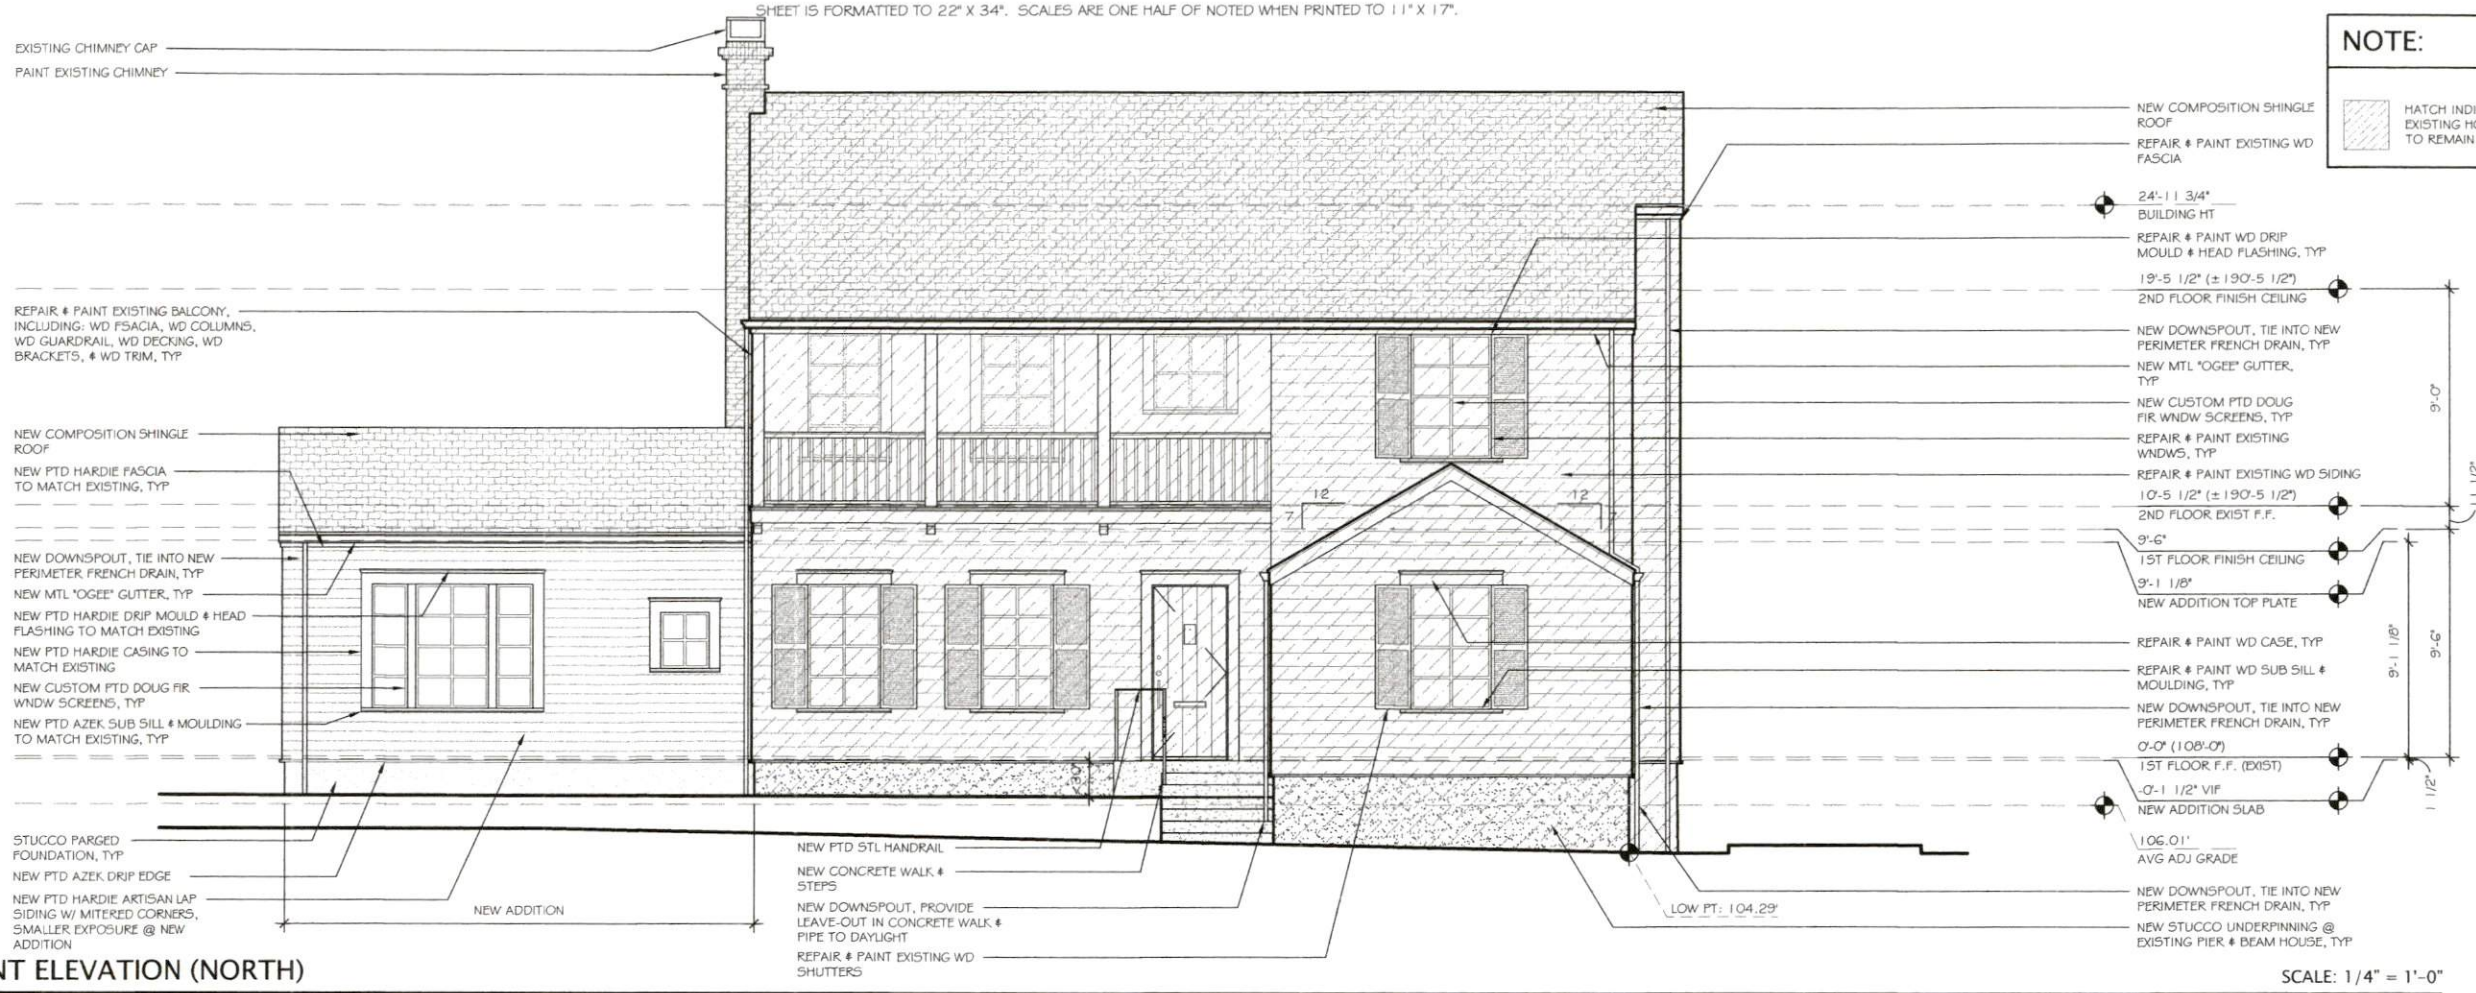 SHEET IS FORMATTED TO 22" X 34". SCALES ARE ONE HALF OF NOTED WHEN PRINTED TO 11" X 17".
EXISTING CHIMNEY CAP
PAINT EXISTING CHIMNEY
REPAIR & PAINT EXISTING BALCONY,
INCLUDING: WD FSACIA, WD COLUMNS,
WD GUARDRAIL, WD DECKING, WD
BRACKETS, & WD TRIM, TYP
NEW COMPOSITION SHINGLE
ROOF
NEW PTD HARDIE FASCIA
TO MATCH EXISTING, TYP
NEW DOWNSPOUT, TIE INTO NEW
PERIMETER FRENCH DRAIN, TYP
NEW MTL "OGEE" GUTTER, TYP
NEW PTD HARDIE DRIP MOULD & HEAD
FLASHING TO MATCH EXISTING
NEW PTD HARDIE CASING TO
MATCH EXISTING
NEW CUSTOM PTD DOUG FIR
WNDW SCREENS, TYP
NEW PTD AZEK SUB SILL & MOULDING
TO MATCH EXISTING, TYP
STUCCO PARGED
FOUNDATION, TYP
NEW PTD AZEK DRIP EDGE
NEW PTD HARDIE ARTISAN LAP
SIDING W/ MITERED CORNERS,
SMALLER EXPOSURE @ NEW
ADDITION
NEW ADDITION
30"
12
7
12
7
NEW PTD STL HANDRAIL
NEW CONCRETE WALK &
STEPS
NEW DOWNSPOUT, PROVIDE
LEAVE-OUT IN CONCRETE WALK &
PIPE TO DAYLIGHT
REPAIR & PAINT EXISTING WD
SHUTTERS
LOW PT: 104.29'
NOTE:
HATCH INDI
EXISTING HO
TO REMAIN
NEW COMPOSITION SHINGLE
ROOF
REPAIR & PAINT EXISTING WD
FASCIA
24'-11 3/4"
BUILDING HT
REPAIR & PAINT WD DRIP
MOULD & HEAD FLASHING, TYP
19'-5 1/2" (±190'-5 1/2")
2ND FLOOR FINISH CEILING
NEW DOWNSPOUT, TIE INTO NEW
PERIMETER FRENCH DRAIN, TYP
NEW MTL "OGEE" GUTTER,
TYP
NEW CUSTOM PTD DOUG
FIR WNDW SCREENS, TYP
REPAIR & PAINT EXISTING
WNDWS, TYP
REPAIR & PAINT EXISTING WD SIDING
10'-5 1/2" (±190'-5 1/2")
2ND FLOOR EXIST F.F.
9'-6"
1ST FLOOR FINISH CEILING
9'-1 1/8"
NEW ADDITION TOP PLATE
REPAIR & PAINT WD CASE, TYP
REPAIR & PAINT WD SUB SILL &
MOULDING, TYP
NEW DOWNSPOUT, TIE INTO NEW
PERIMETER FRENCH DRAIN, TYP
0'-0" (108'-0")
1ST FLOOR F.F. (EXIST)
-0'-1 1/2" VIF
NEW ADDITION SLAB
106.01'
AVG ADJ GRADE
NEW DOWNSPOUT, TIE INTO NEW
PERIMETER FRENCH DRAIN, TYP
NEW STUCCO UNDERPINNING @
EXISTING PIER & BEAM HOUSE, TYP
9'-0"
9'-1 1/8"
9'-6"
1 1/2"
NT ELEVATION (NORTH)
SCALE: 1/4" = 1'-0"